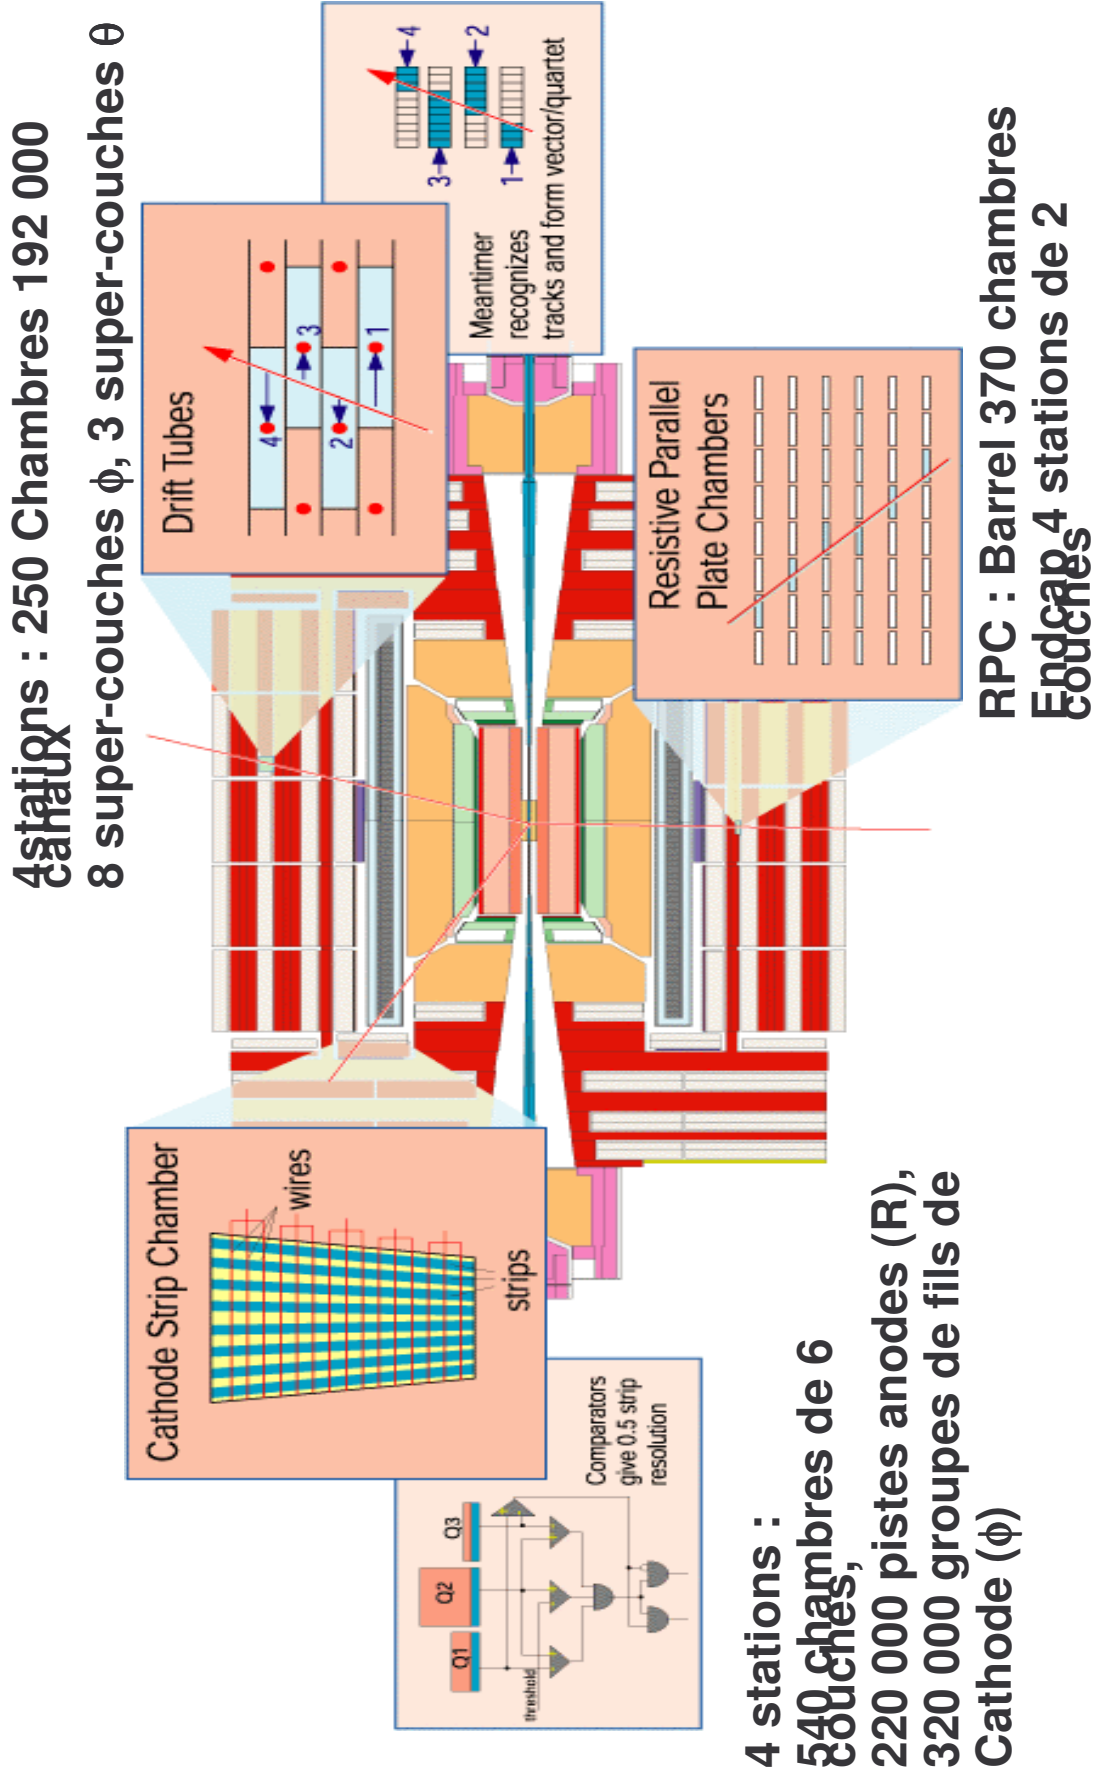 4stations : 250 Chambres 192 000
canaux
8 super-couches ϕ, 3 super-couches θ
Drift Tubes
4
3
2
1
4
3
2
1
Meantimer
recognizes
tracks and form vector/quartet
Cathode Strip Chamber
wires
strips
Q1
Q2
Q3
threshold
Comparators
give 0.5 strip
resolution
Resistive Parallel
Plate Chambers
4 stations :
540 chambres de 6
couches,
220 000 pistes anodes (R),
320 000 groupes de fils de
Cathode (ϕ)
RPC : Barrel 370 chambres
Endcap 4 stations de 2
couches